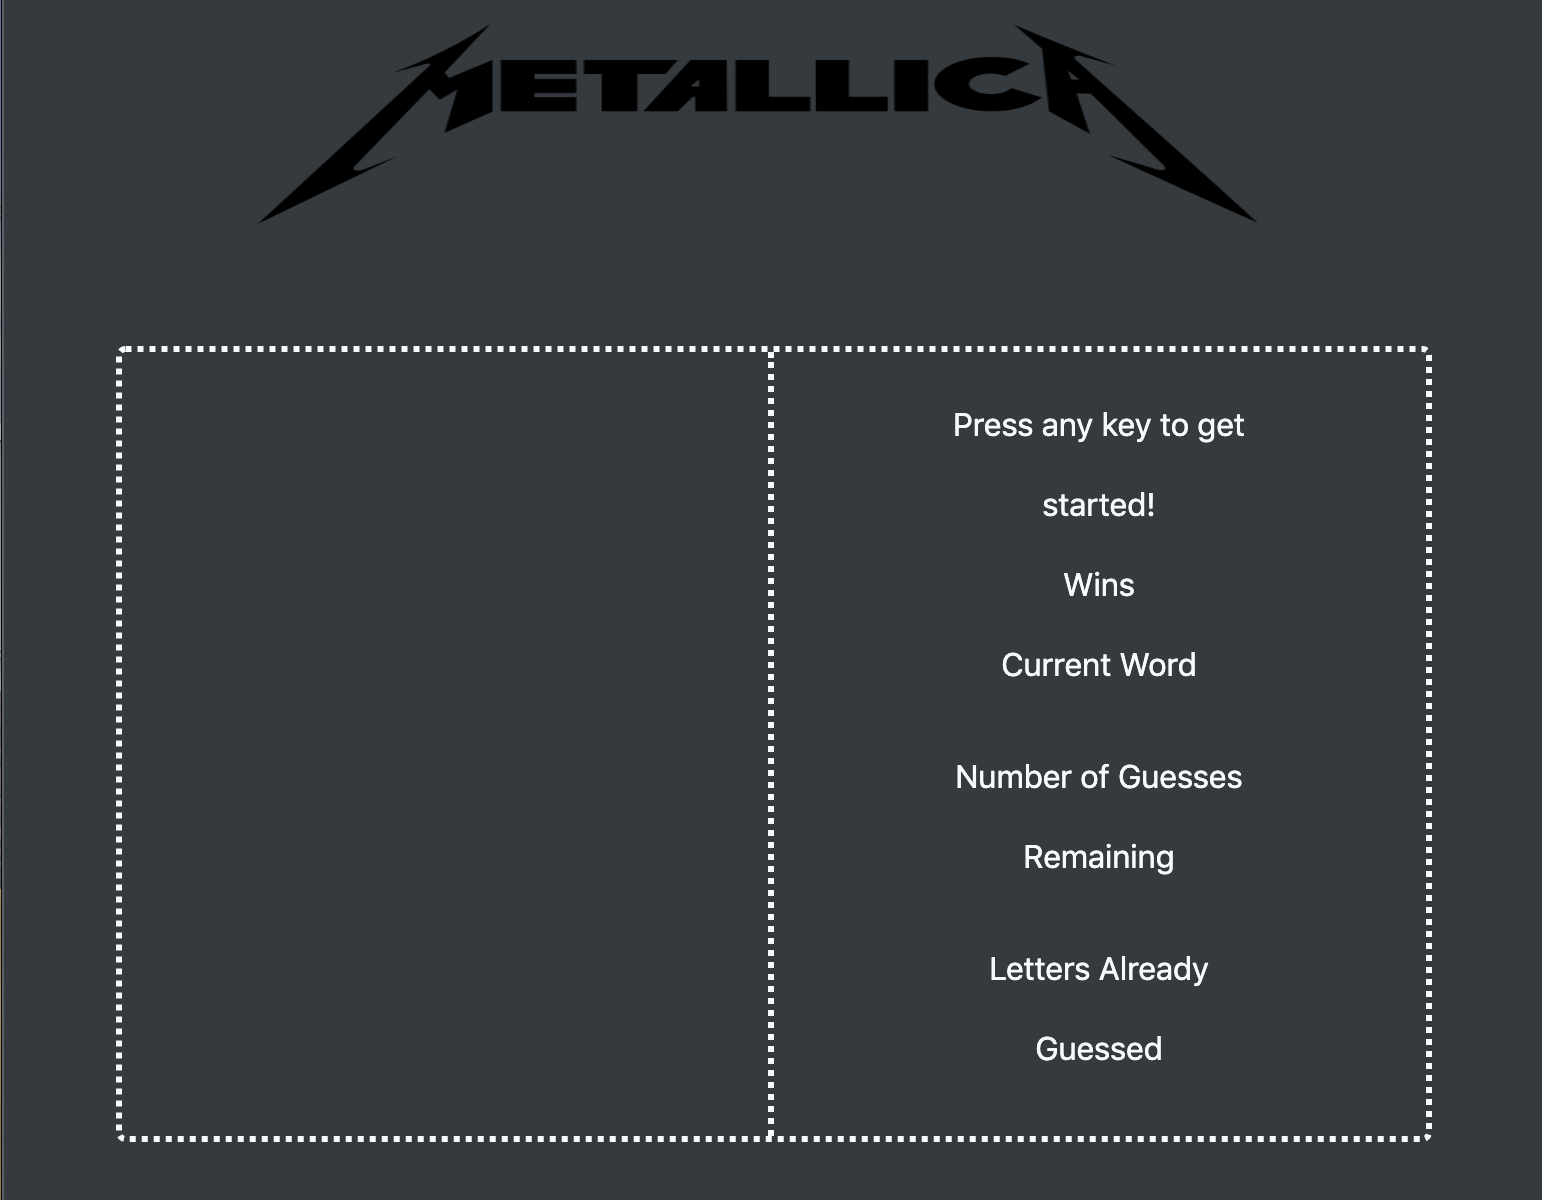 METALLICA
Press any key to get
started!
Wins
Current Word
Number of Guesses
Remaining
Letters Already
Guessed